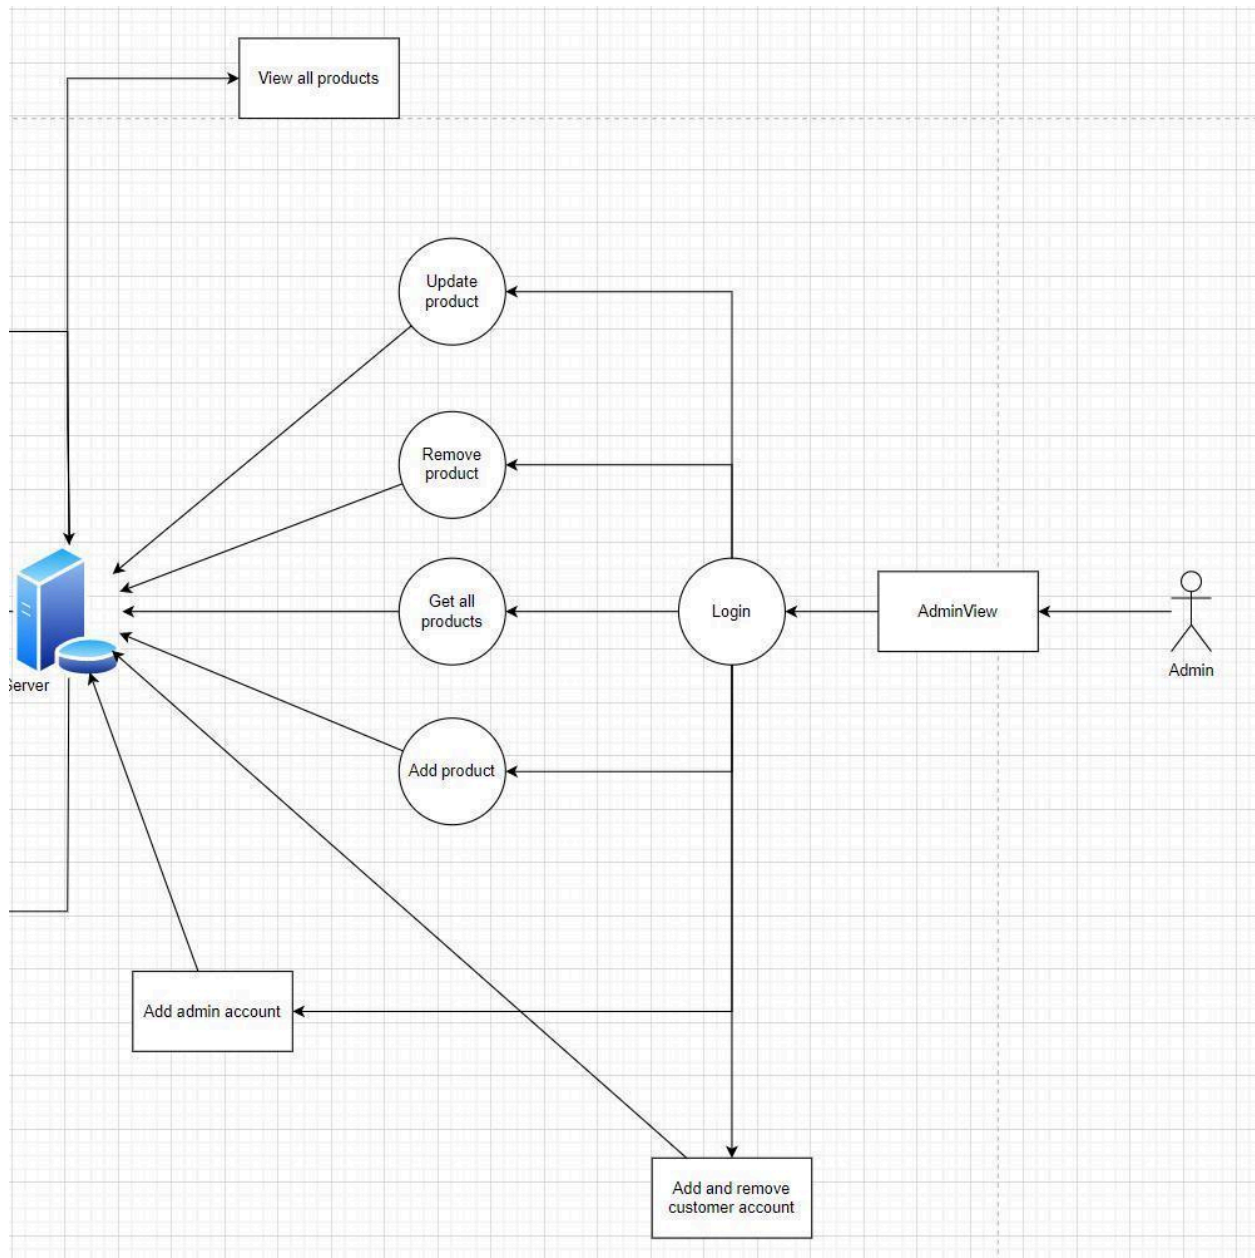 View all products
Update
product
Remove
product
Get all
products
Login
AdminView
Admin
Server
Add product
Add admin account
Add and remove
customer account